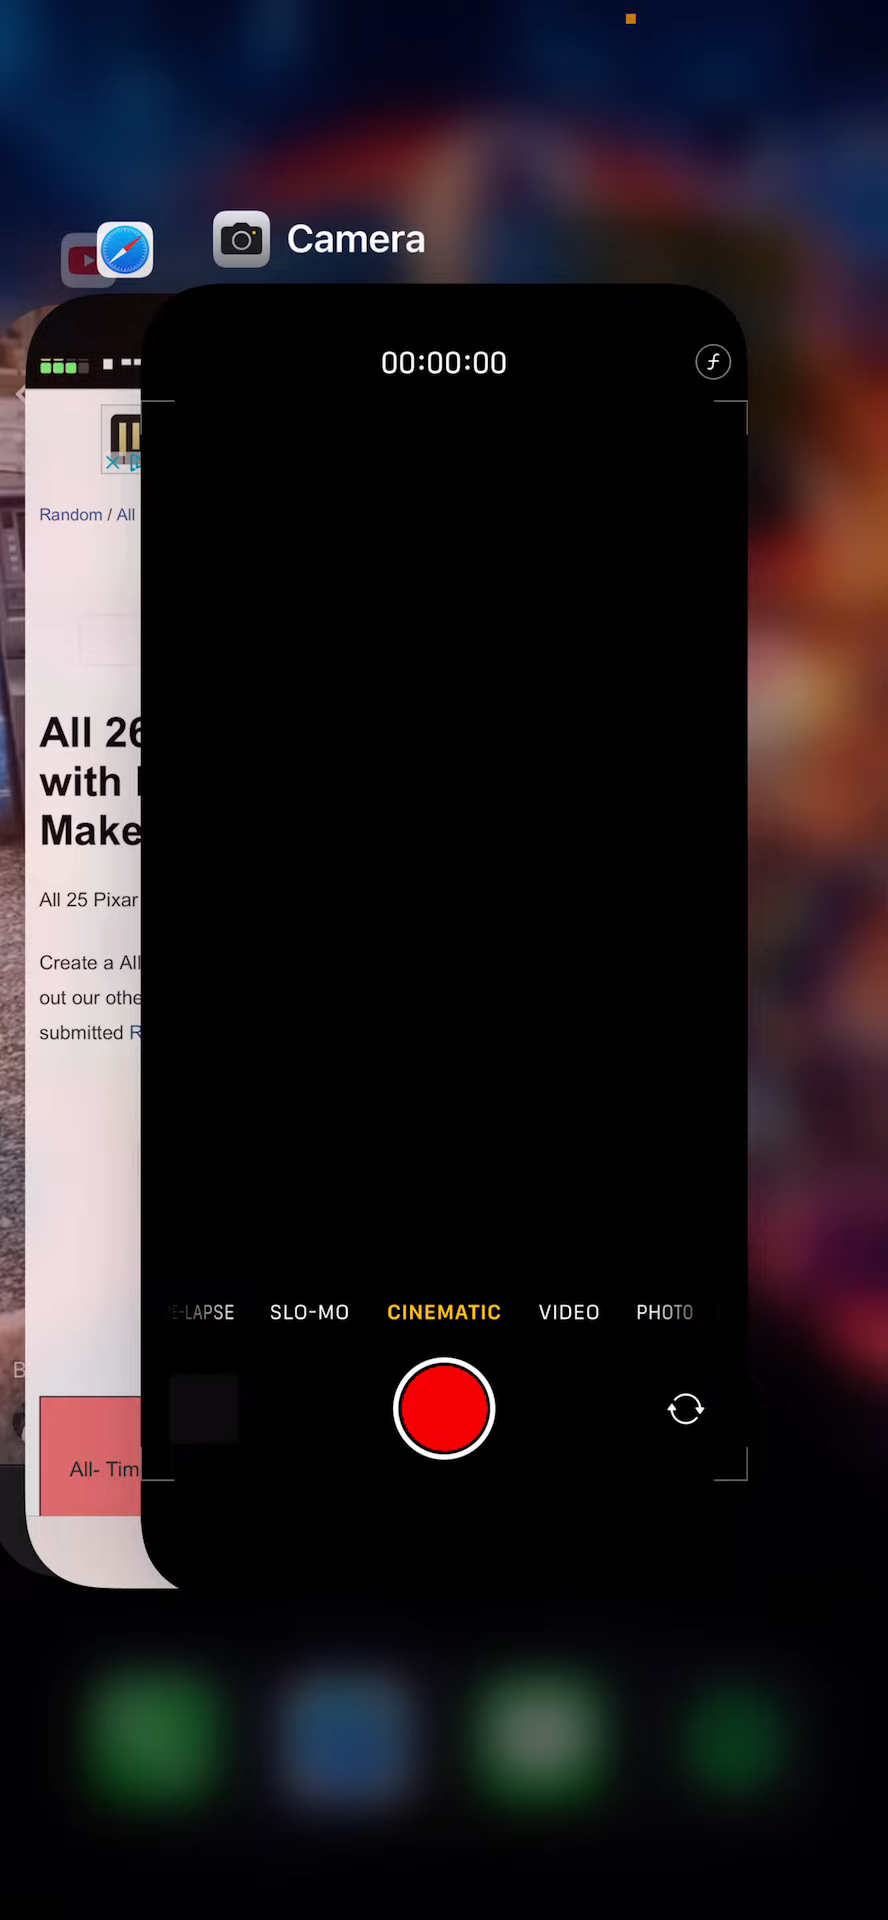 Camera
00:00:00
Random / All
All 26
with
Make
All 25 Pixar
Create a All
out our othe
submitted R
E-LAPSE SLO-MO CINEMATIC VIDEO PHOTO
B
All- Tim